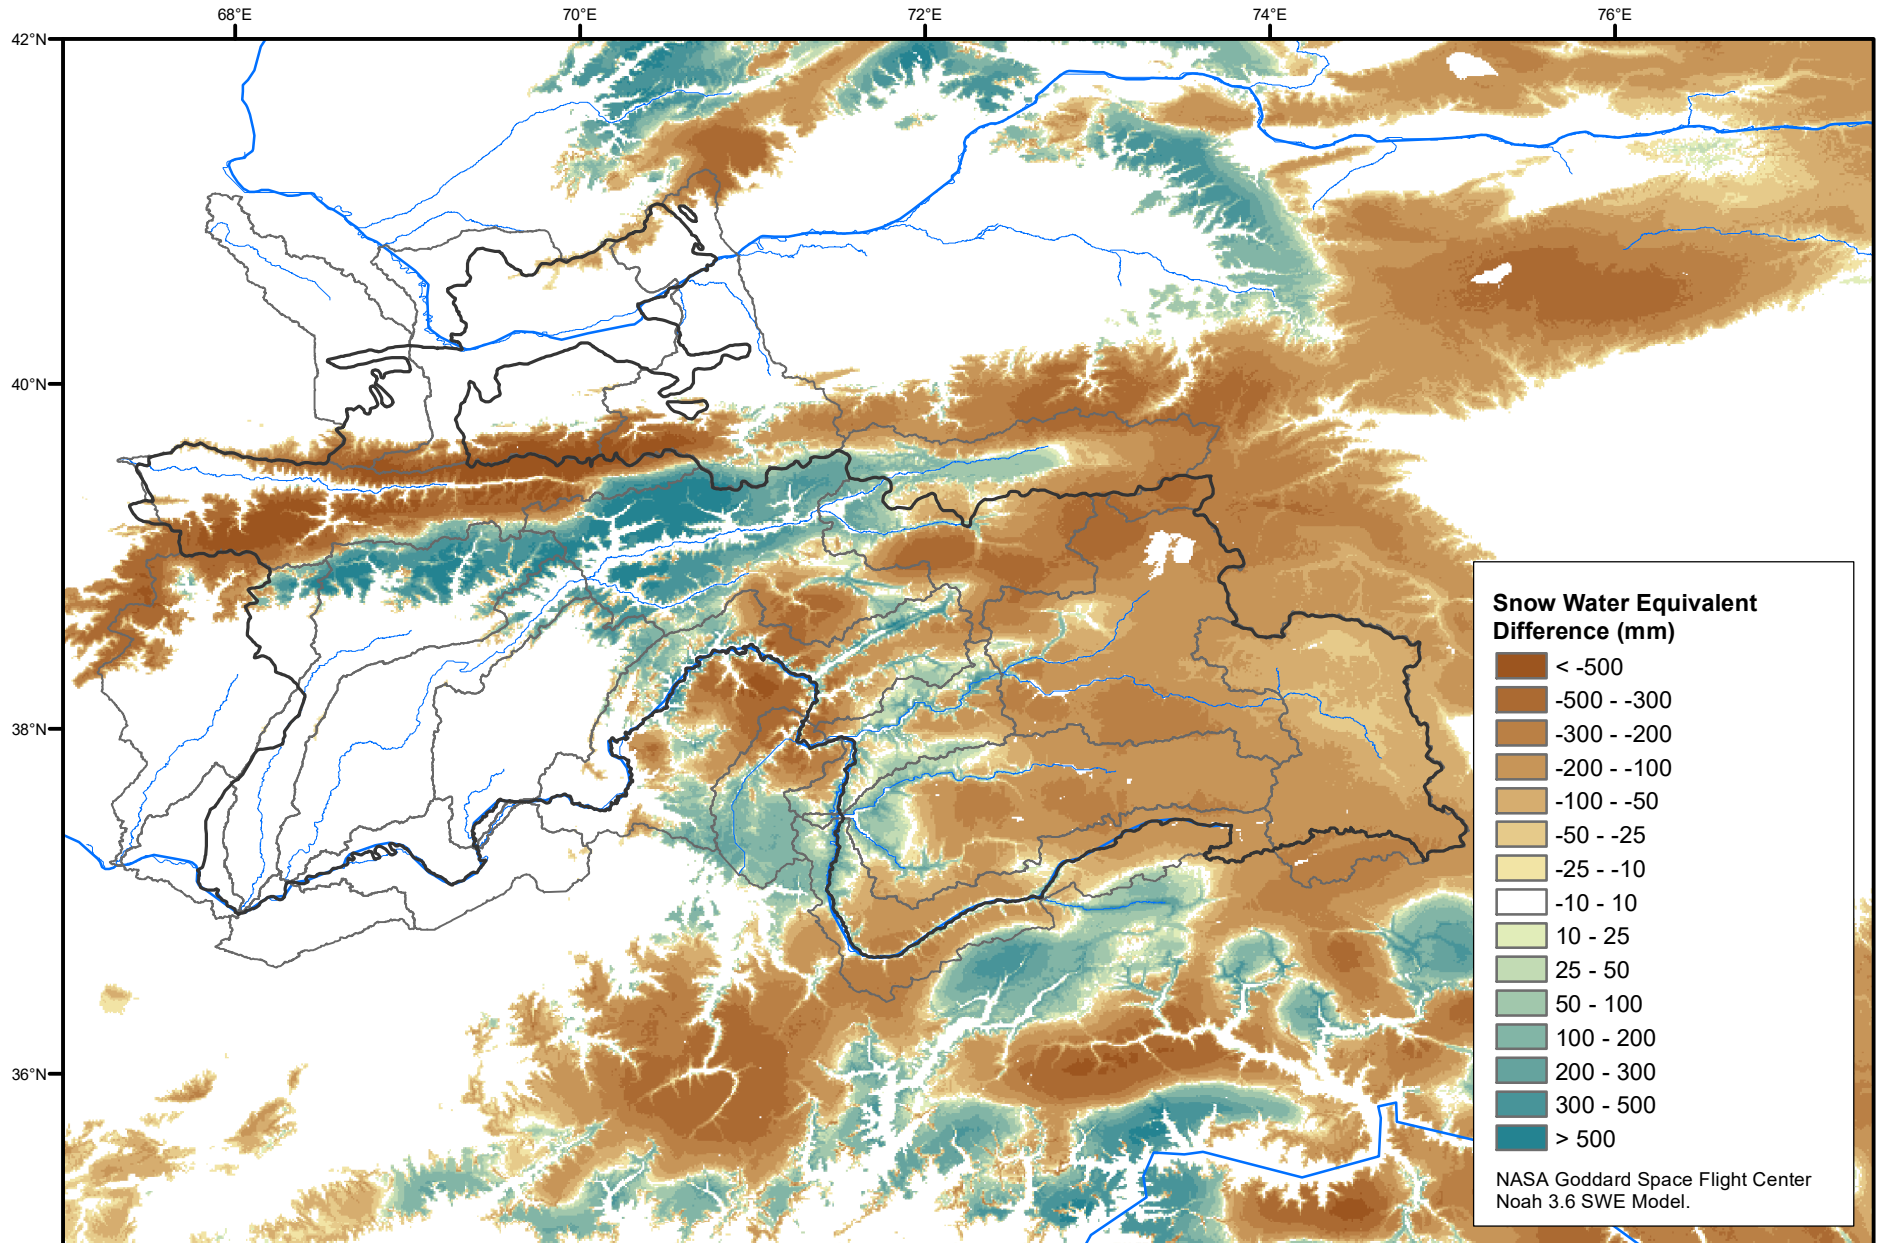 68°E 70°E 72°E 74°E 76°E
42°N
40°N
38°N
36°N
Snow Water Equivalent
Difference (mm)
< -500
-500 - -300
-300 - -200
-200 - -100
-100 - -50
-50 - -25
-25 - -10
-10 - 10
10 - 25
25 - 50
50 - 100
100 - 200
200 - 300
300 - 500
> 500
NASA Goddard Space Flight Center
Noah 3.6 SWE Model.